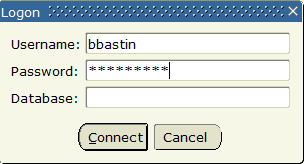 Logon
Username: bbastin
Password: *********
Database:
Connect Cancel